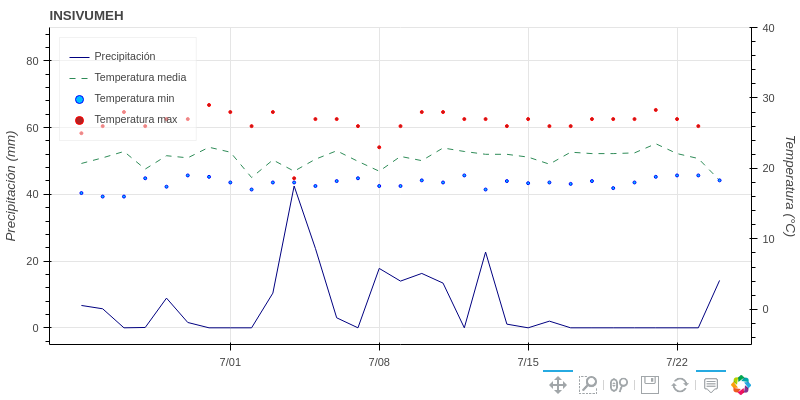 INSIVUMEH
Precipitación
Temperatura media
Temperatura min
Temperatura max
Precipitación (mm)
80
60
40
20
0
40
30
20
10
0
Temperatura (°C)
7/01
7/08
7/15
7/22